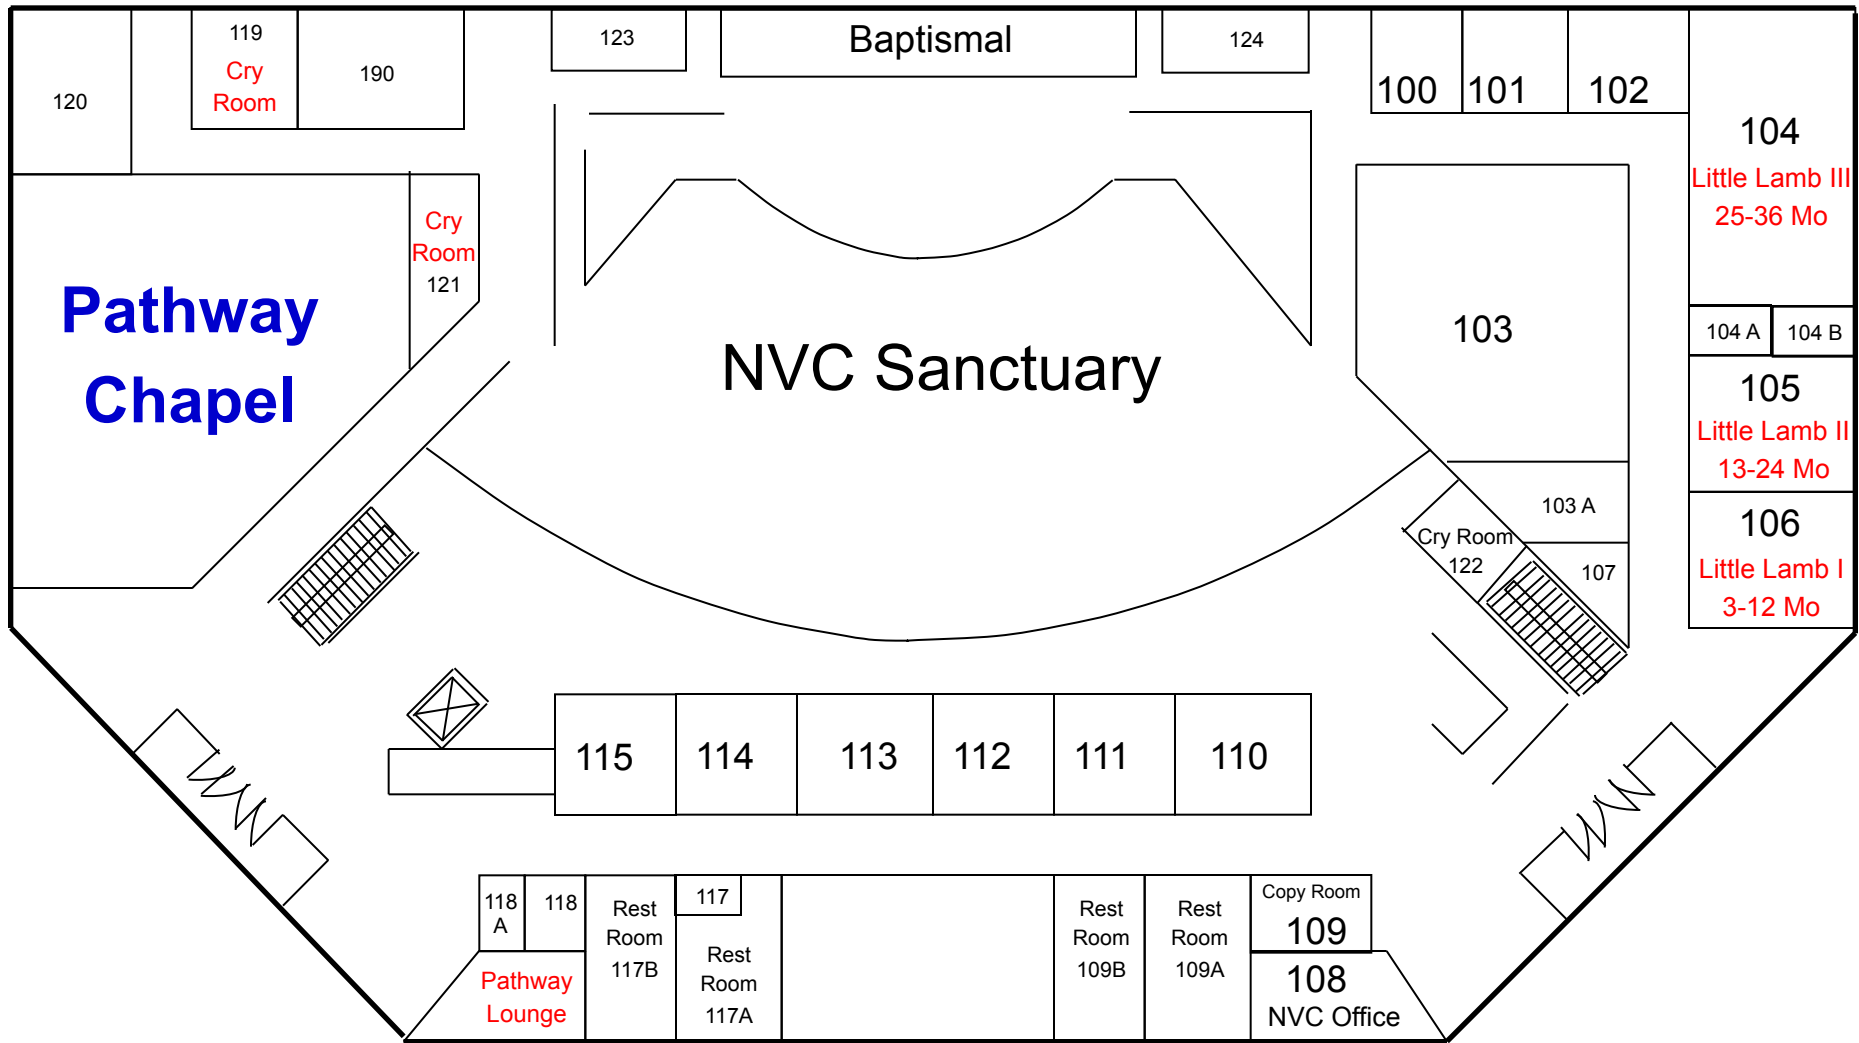 119
Cry
Room
190
120
123
Baptismal
124
100
101
102
104
Little Lamb III
25-36 Mo
Cry
Room
121
Pathway
Chapel
NVC Sanctuary
103
104 A
104 B
105
Little Lamb II
13-24 Mo
103 A
106
Little Lamb I
3-12 Mo
Cry Room
122
107
115
114
113
112
111
110
118
A
118
Rest
Room
117B
117
Rest
Room
117A
Rest
Room
109B
Rest
Room
109A
Copy Room
109
Pathway
Lounge
108
NVC Office